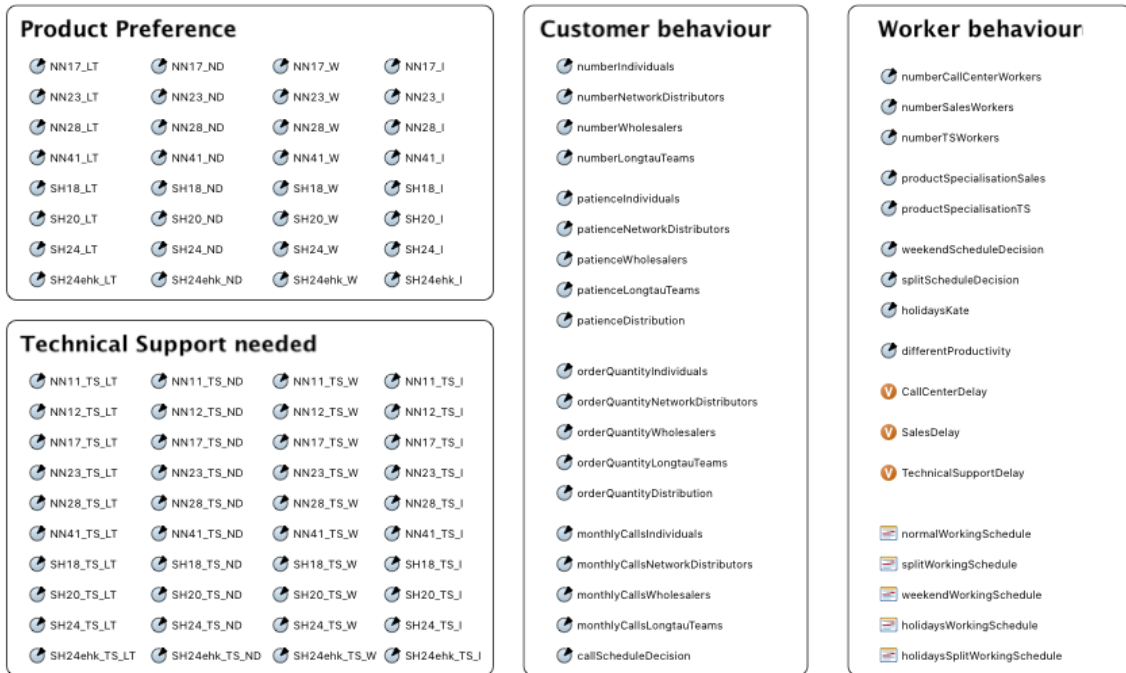 Product Preference
NN17_LT NN17_ND NN17_W NN17_I
NN23_LT NN23_ND NN23_W NN23_I
NN28_LT NN28_ND NN28_W NN28_I
NN41_LT NN41_ND NN41_W NN41_I
SH18_LT SH18_ND SH18_W SH18_I
SH20_LT SH20_ND SH20_W SH20_I
SH24_LT SH24_ND SH24_W SH24_I
SH24ehk_LT SH24ehk_ND SH24ehk_W SH24ehk_I
Technical Support needed
NN11_TS_LT NN11_TS_ND NN11_TS_W NN11_TS_I
NN12_TS_LT NN12_TS_ND NN12_TS_W NN12_TS_I
NN17_TS_LT NN17_TS_ND NN17_TS_W NN17_TS_I
NN23_TS_LT NN23_TS_ND NN23_TS_W NN23_TS_I
NN28_TS_LT NN28_TS_ND NN28_TS_W NN28_TS_I
NN41_TS_LT NN41_TS_ND NN41_TS_W NN41_TS_I
SH18_TS_LT SH18_TS_ND SH18_TS_W SH18_TS_I
SH20_TS_LT SH20_TS_ND SH20_TS_W SH20_TS_I
SH24_TS_LT SH24_TS_ND SH24_TS_W SH24_TS_I
SH24ehk_TS_LT SH24ehk_TS_ND SH24ehk_TS_W SH24ehk_TS_I
Customer behaviour
numberIndividuals
numberNetworkDistributors
numberWholesalers
numberLongtauTeams
patienceIndividuals
patienceNetworkDistributors
patienceWholesalers
patienceLongtauTeams
patienceDistribution
orderQuantityIndividuals
orderQuantityNetworkDistributors
orderQuantityWholesalers
orderQuantityLongtauTeams
orderQuantityDistribution
monthlyCallsIndividuals
monthlyCallsNetworkDistributors
monthlyCallsWholesalers
monthlyCallsLongtauTeams
callScheduleDecision
Worker behaviour
numberCallCenterWorkers
numberSalesWorkers
numberTSWorkers
productSpecialisationSales
productSpecialisationTS
weekendScheduleDecision
splitScheduleDecision
holidaysKate
differentProductivity
V CallCenterDelay
V SalesDelay
V TechnicalSupportDelay
normalWorkingSchedule
splitWorkingSchedule
weekendWorkingSchedule
holidaysWorkingSchedule
holidaysSplitWorkingSchedule